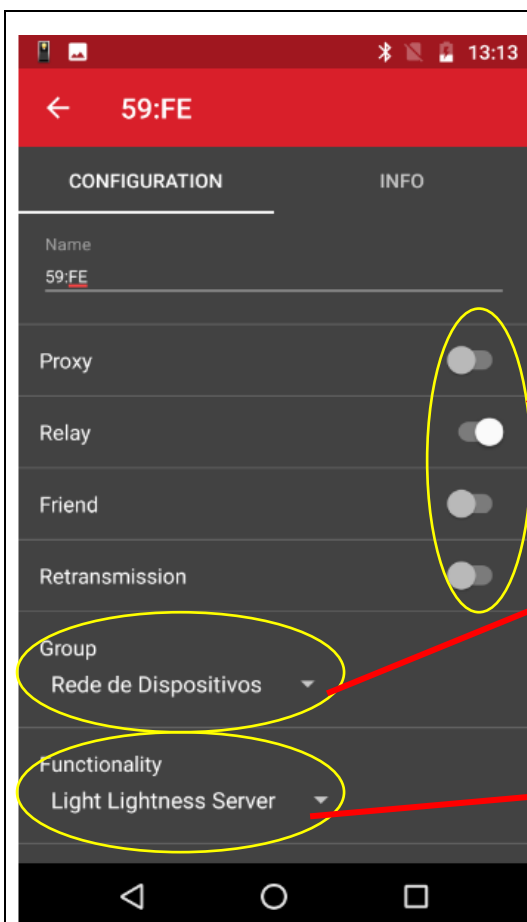 13:13
59:FE
CONFIGURATION INFO
Name
59:FE
Proxy
Relay
Friend
Retransmission
Group
Rede de Dispositivos
Functionality
Light Lightness Server